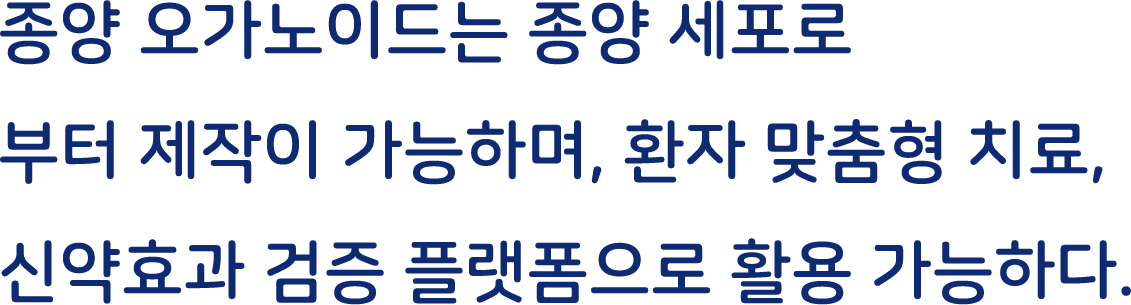 종양 오가노이드는 종양 세포로
부터 제작이 가능하며, 환자 맞춤형 치료,
신약효과 검증 플랫폼으로 활용 가능하다.